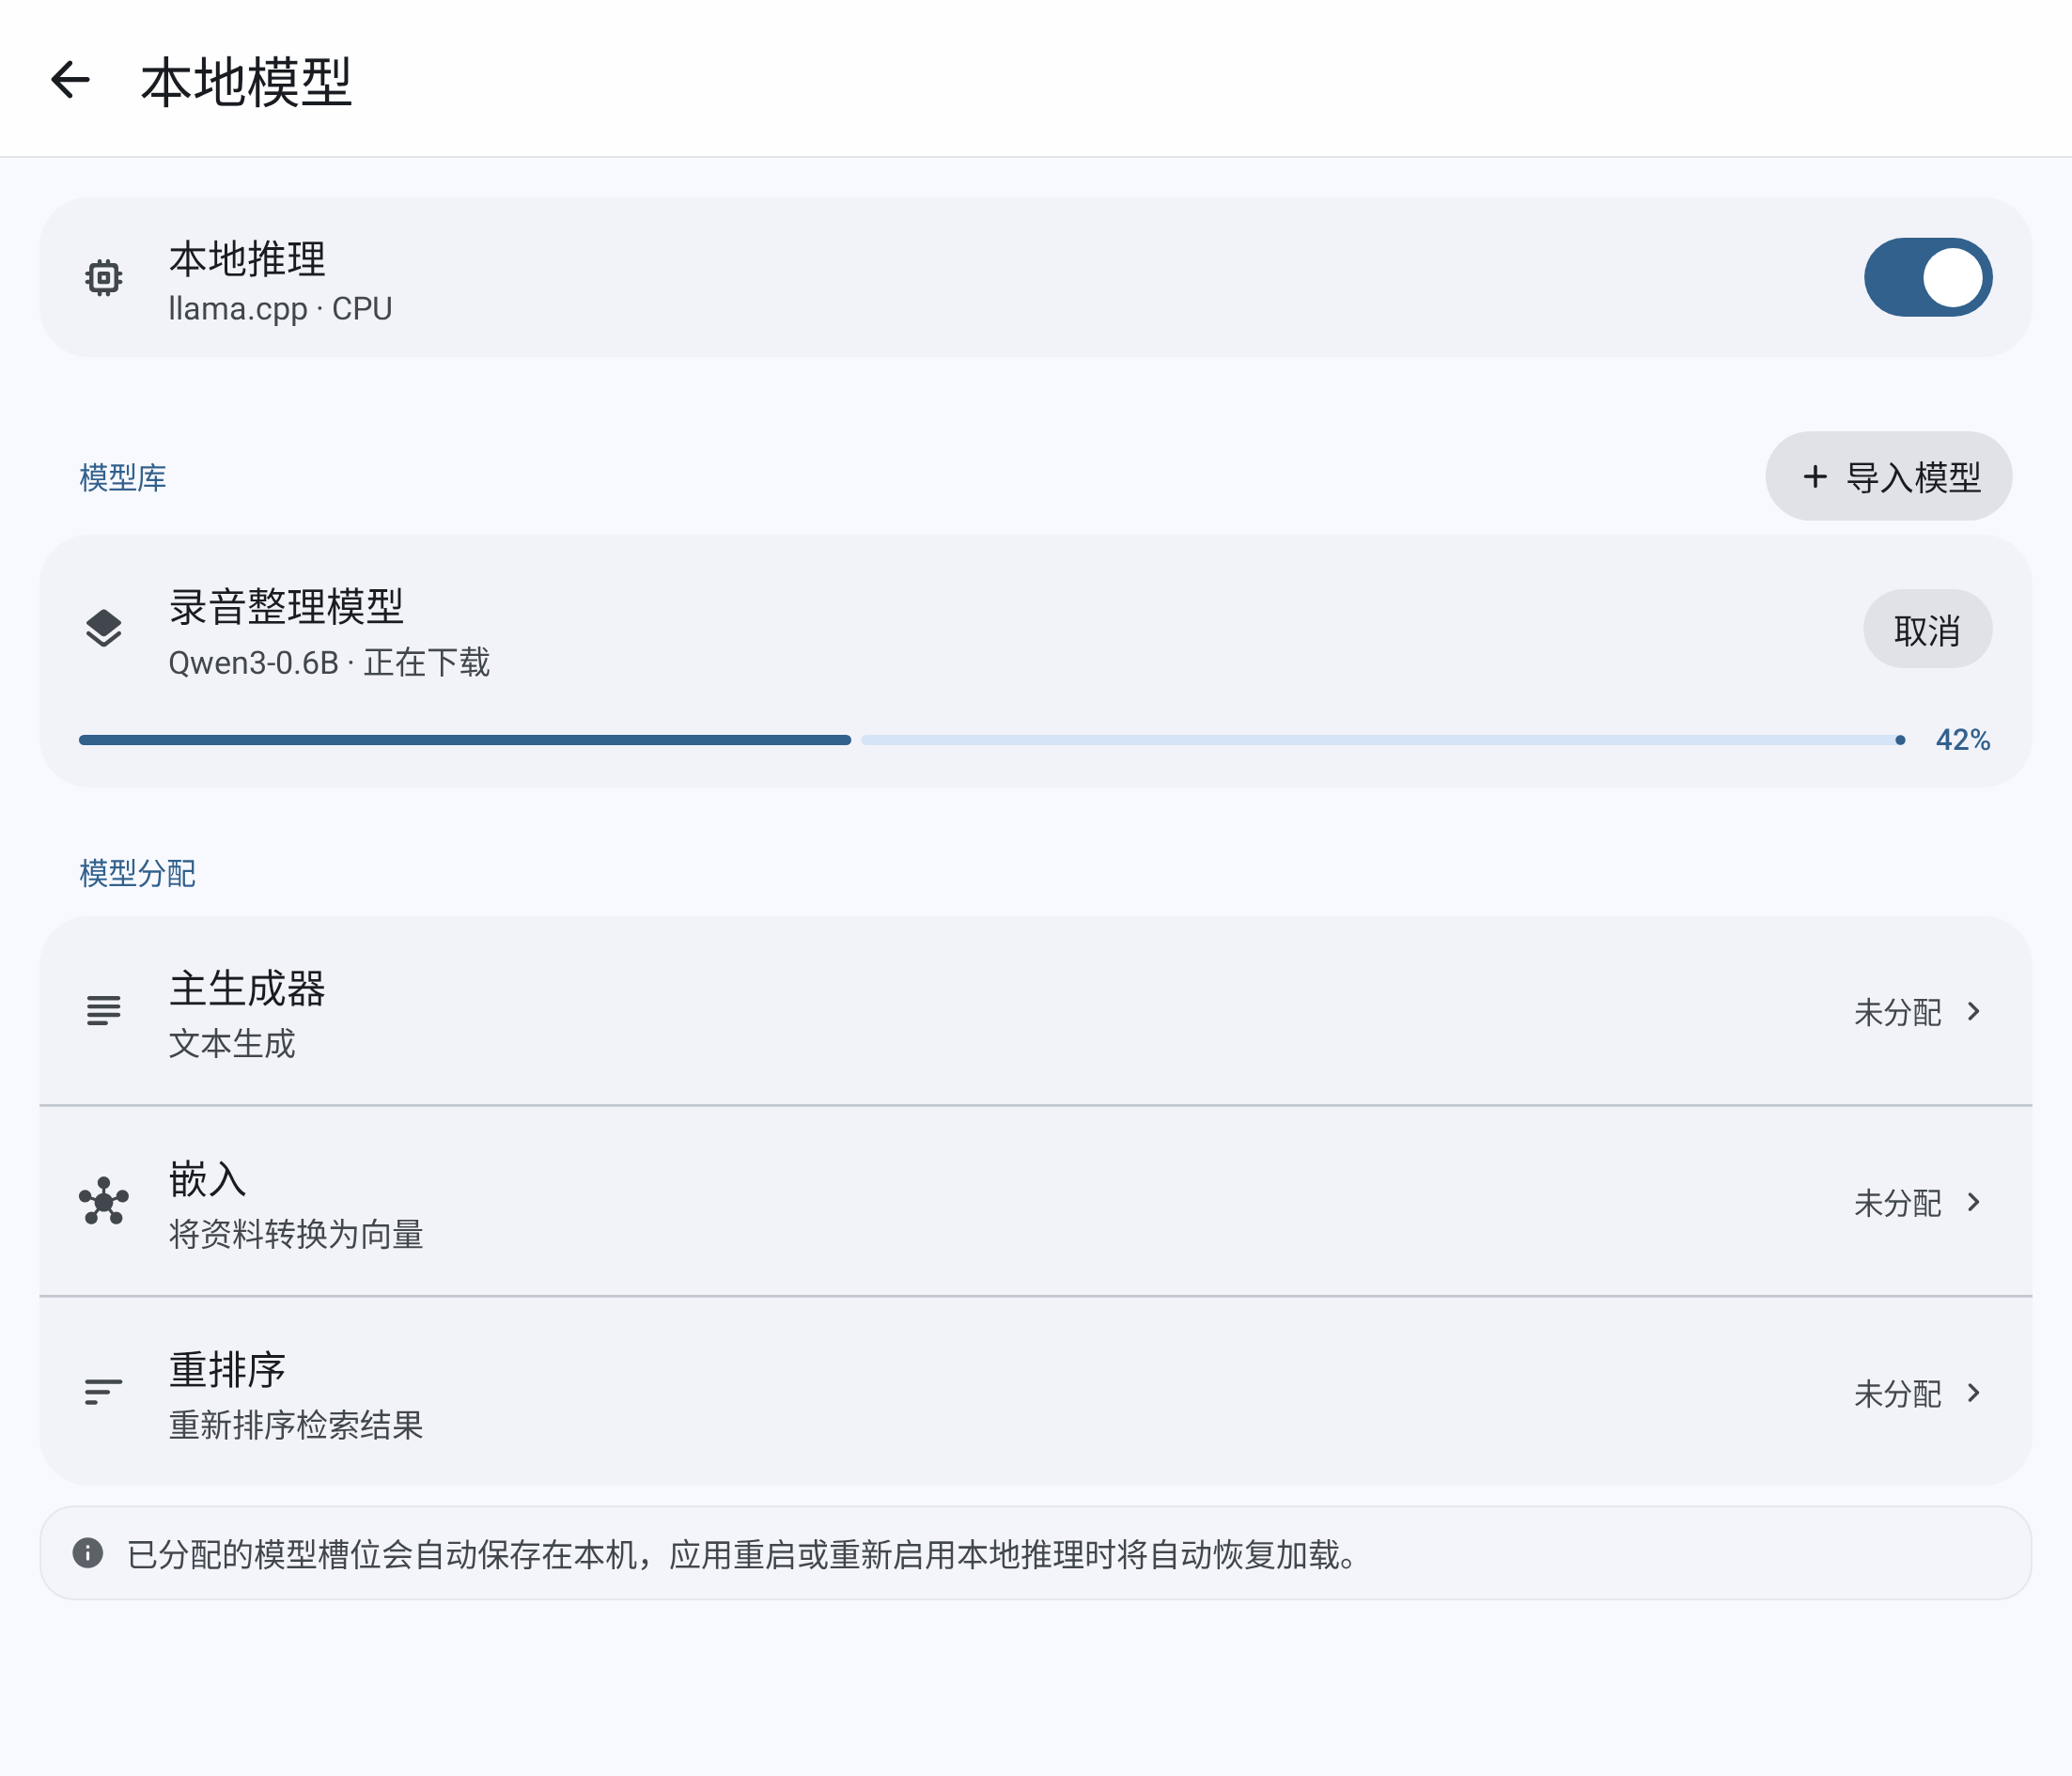 本地模型
本地推理
llama.cpp · CPU
模型库
+ 导入模型
录音整理模型
Qwen3-0.6B · 正在下载
取消
42%
模型分配
主生成器
文本生成
未分配
嵌入
将资料转换为向量
未分配
重排序
重新排序检索结果
未分配
已分配的模型槽位会自动保存在本机，应用重启或重新启用本地推理时将自动恢复加载。